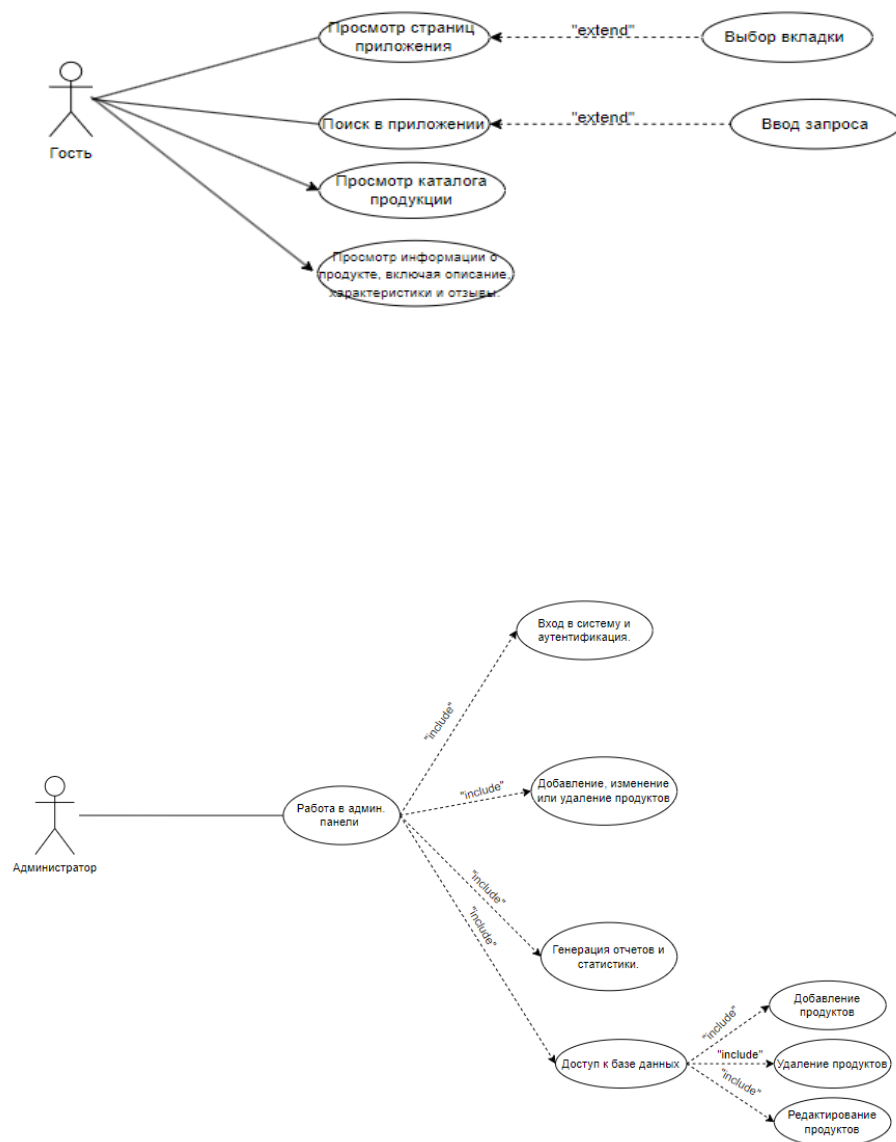 Просмотр страниц
приложения
"extend"
Выбор вкладки
Гость
Поиск в приложении
"extend"
Ввод запроса
Просмотр каталога
продукции
Просмотр информации о
продукте, включая описание,
характеристики и отзывы.
Вход в систему и
аутентификация.
"include"
Администратор
Работа в админ.
панели
"include"
Добавление, изменение
или удаление продуктов
"include"
"include"
Генерация отчетов и
статистики.
Доступ к базе данных
"include"
Добавление
продуктов
"include"
Удаление продуктов
"include"
Редактирование
продуктов